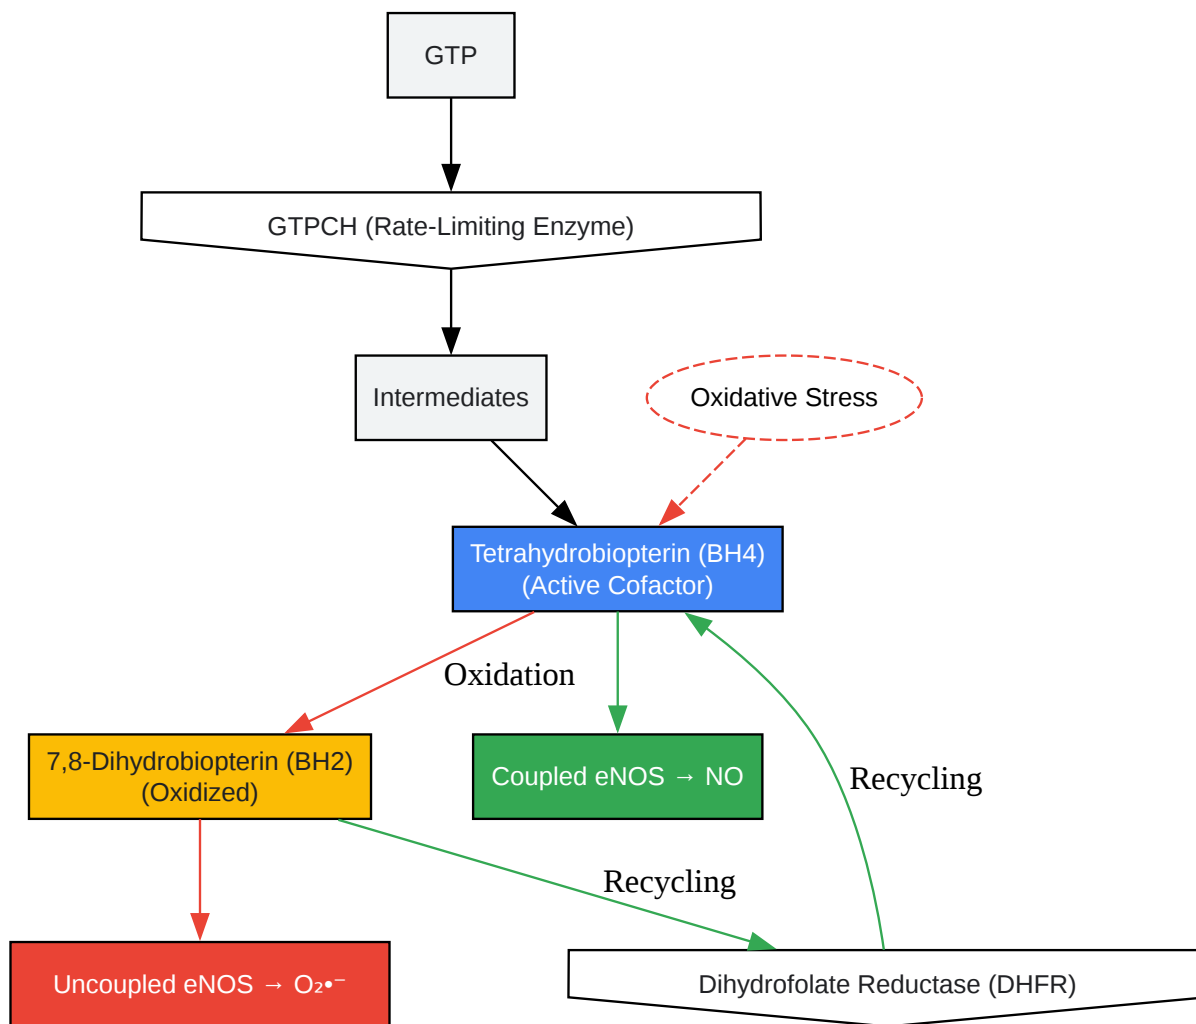 GTP
GTPCH (Rate-Limiting Enzyme)
Intermediates
Oxidative Stress
Tetrahydrobiopterin (BH4)
(Active Cofactor)
Oxidation
7,8-Dihydrobiopterin (BH2)
(Oxidized)
Coupled eNOS → NO
Recycling
Recycling
Uncoupled eNOS → O₂•⁻
Dihydrofolate Reductase (DHFR)